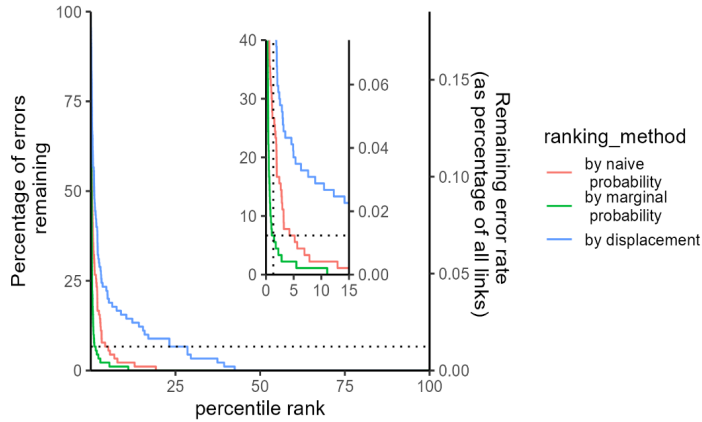 Percentage of errors
remaining
100
75
50
25
0
40
30
20
10
0
0
5
10
15
0.06
0.04
0.02
0.00
0.15
0.10
0.05
0.00
Remaining error rate
(as percentage of all links)
25
50
75
100
percentile rank
ranking_method
by naive
probability
by marginal
probability
by displacement